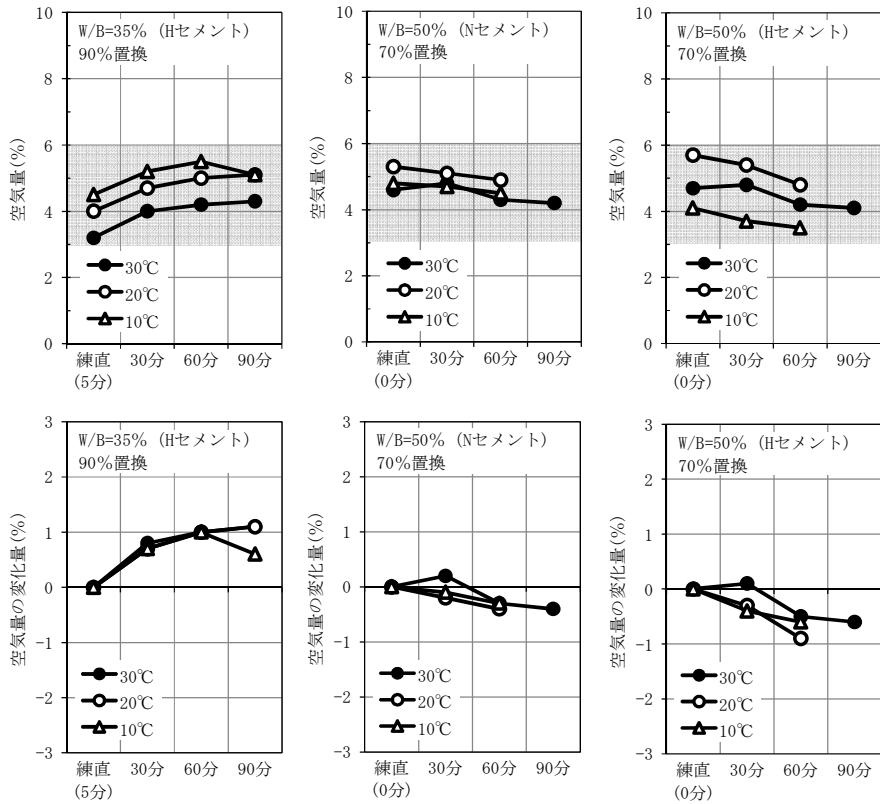 空気量(%)
10
8
6
4
2
0
W/B=35% (Hセメント)
90%置換
30℃
20℃
10℃
練直
(5分)
30分
60分
90分
空気量(%)
10
8
6
4
2
0
W/B=50% (Nセメント)
70%置換
30℃
20℃
10℃
練直
(0分)
30分
60分
90分
空気量(%)
10
8
6
4
2
0
W/B=50% (Hセメント)
70%置換
30℃
20℃
10℃
練直
(0分)
30分
60分
90分
空気量の変化量(%)
3
2
1
0
-1
-2
-3
W/B=35% (Hセメント)
90%置換
30℃
20℃
10℃
練直
(5分)
30分
60分
90分
空気量の変化量(%)
3
2
1
0
-1
-2
-3
W/B=50% (Nセメント)
70%置換
30℃
20℃
10℃
練直
(0分)
30分
60分
90分
空気量の変化量(%)
3
2
1
0
-1
-2
-3
W/B=50% (Hセメント)
70%置換
30℃
20℃
10℃
練直
(0分)
30分
60分
90分